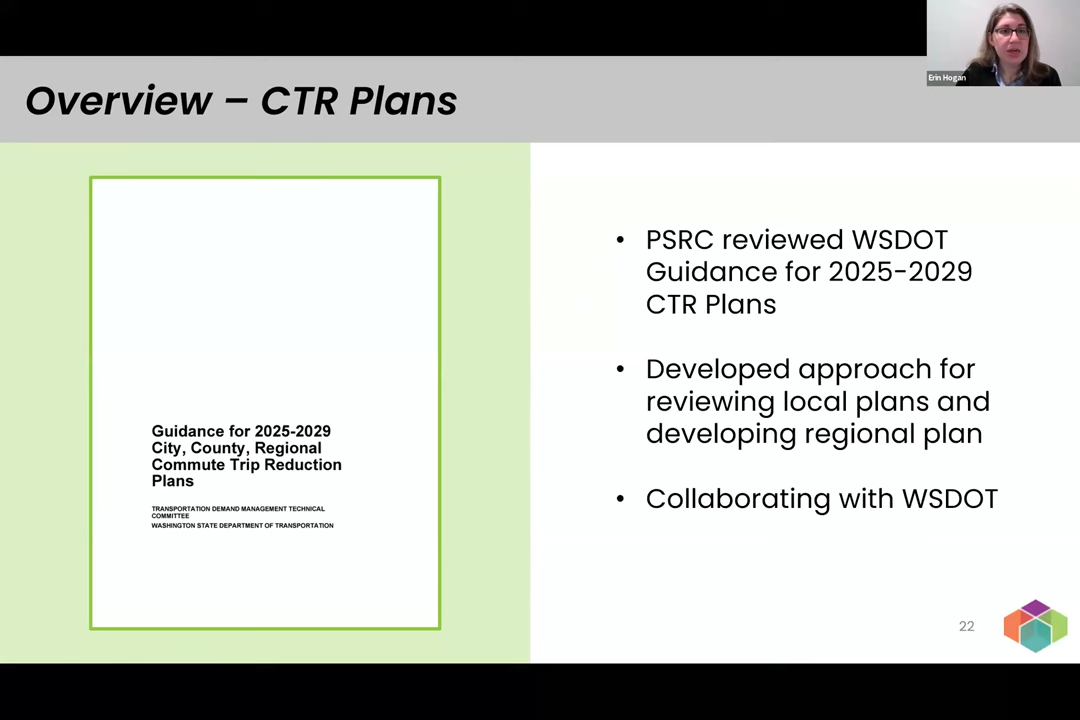 Erin Hogan
Overview – CTR Plans
Guidance for 2025-2029
City, County, Regional
Commute Trip Reduction
Plans
TRANSPORTATION DEMAND MANAGEMENT TECHNICAL
COMMITTEE
WASHINGTON STATE DEPARTMENT OF TRANSPORTATION
• PSRC reviewed WSDOT
Guidance for 2025-2029
CTR Plans
• Developed approach for
reviewing local plans and
developing regional plan
• Collaborating with WSDOT
22